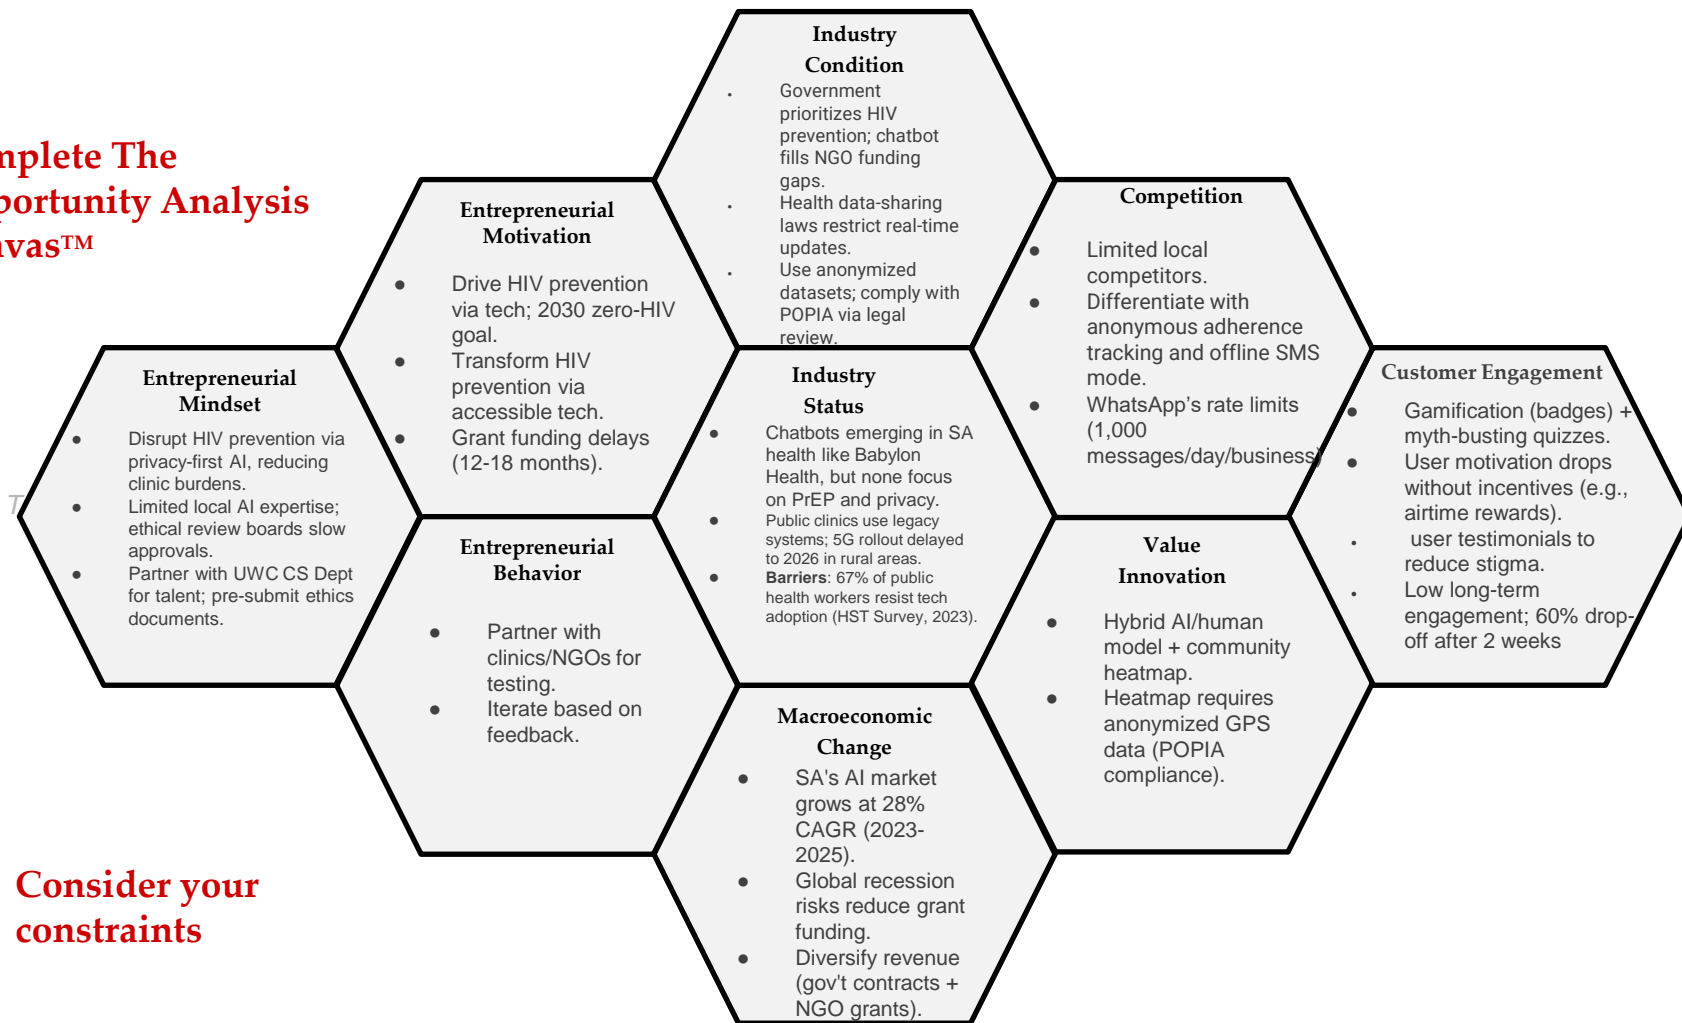 mplete The
portunity Analysis
nvas™
Industry
Condition
• Government
prioritizes HIV
prevention; chatbot
fills NGO funding
gaps.
• Health data-sharing
laws restrict real-time
updates.
• Use anonymized
datasets; comply with
POPIA via legal
review.
Entrepreneurial
Motivation
● Drive HIV prevention
via tech; 2030 zero-HIV
goal.
● Transform HIV
prevention via
accessible tech.
● Grant funding delays
(12-18 months).
Competition
● Limited local
competitors.
● Differentiate with
anonymous adherence
tracking and offline SMS
mode.
● WhatsApp's rate limits
(1,000
messages/day/business)
Entrepreneurial
Mindset
● Disrupt HIV prevention via
privacy-first AI, reducing
clinic burdens.
● Limited local AI expertise;
ethical review boards slow
approvals.
● Partner with UWC CS Dept
for talent; pre-submit ethics
documents.
T
Industry
Status
● Chatbots emerging in SA
health like Babylon
Health, but none focus
on PrEP and privacy.
● Public clinics use legacy
systems; 5G rollout delayed
to 2026 in rural areas.
● Barriers: 67% of public
health workers resist tech
adoption (HST Survey, 2023).
Customer Engagement
● Gamification (badges) +
myth-busting quizzes.
● User motivation drops
without incentives (e.g.,
airtime rewards).
• user testimonials to
reduce stigma.
• Low long-term
engagement; 60% drop-
off after 2 weeks
Entrepreneurial
Behavior
● Partner with
clinics/NGOs for
testing.
● Iterate based on
feedback.
Value
Innovation
● Hybrid AI/human
model + community
heatmap.
● Heatmap requires
anonymized GPS
data (POPIA
compliance).
Macroeconomic
Change
● SA's AI market
grows at 28%
CAGR (2023-
2025).
● Global recession
risks reduce grant
funding.
● Diversify revenue
(gov't contracts +
NGO grants).
Consider your
constraints